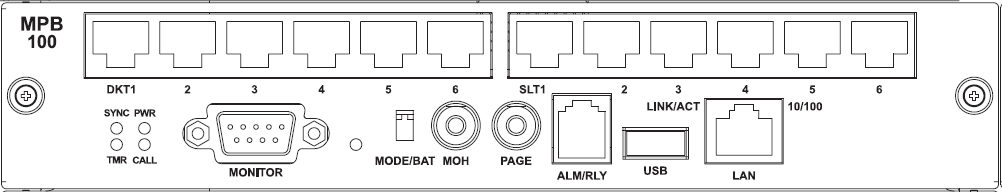 MPB
100
DKT1 2 3 4 5 6 SLT1 2 3 4 5 6
LINK/ACT 10/100
SYNC PWR
TMR CALL
MONITOR
MODE/BAT MOH PAGE
ALM/RLY USB LAN